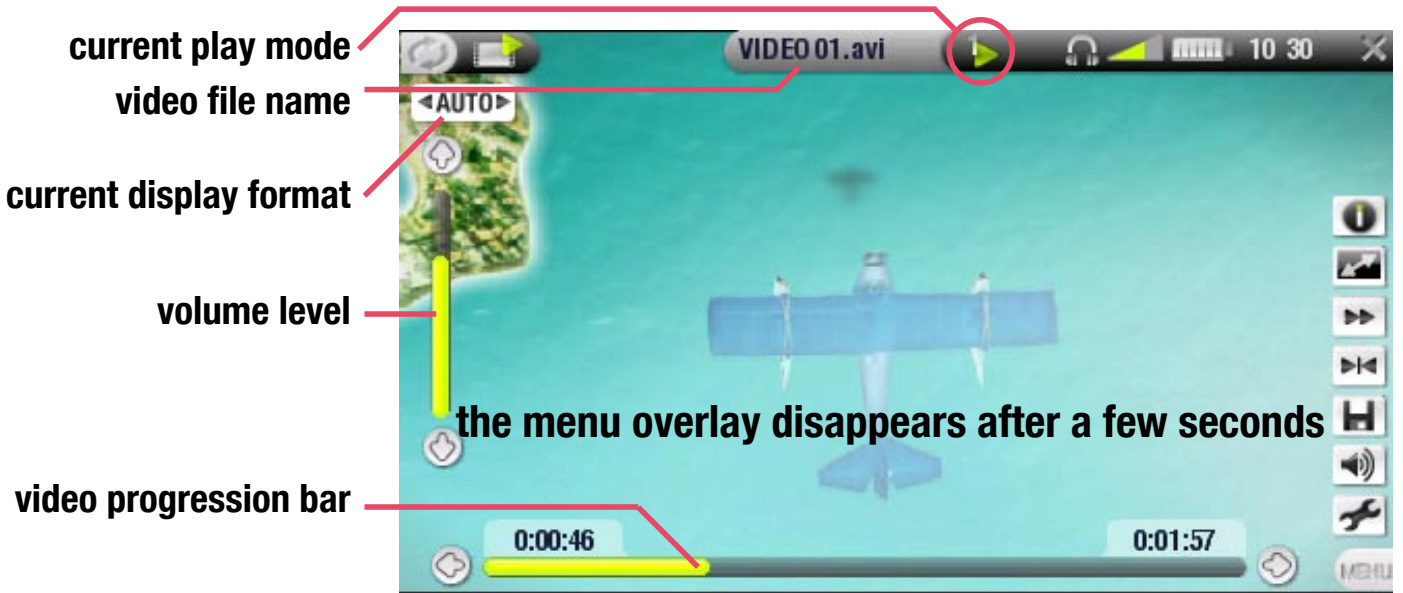 current play mode
VIDEO 01.avi
1
10 30
video file name
AUTO
current display format
volume level
the menu overlay disappears after a few seconds
video progression bar
0:00:46
0:01:57
MENU